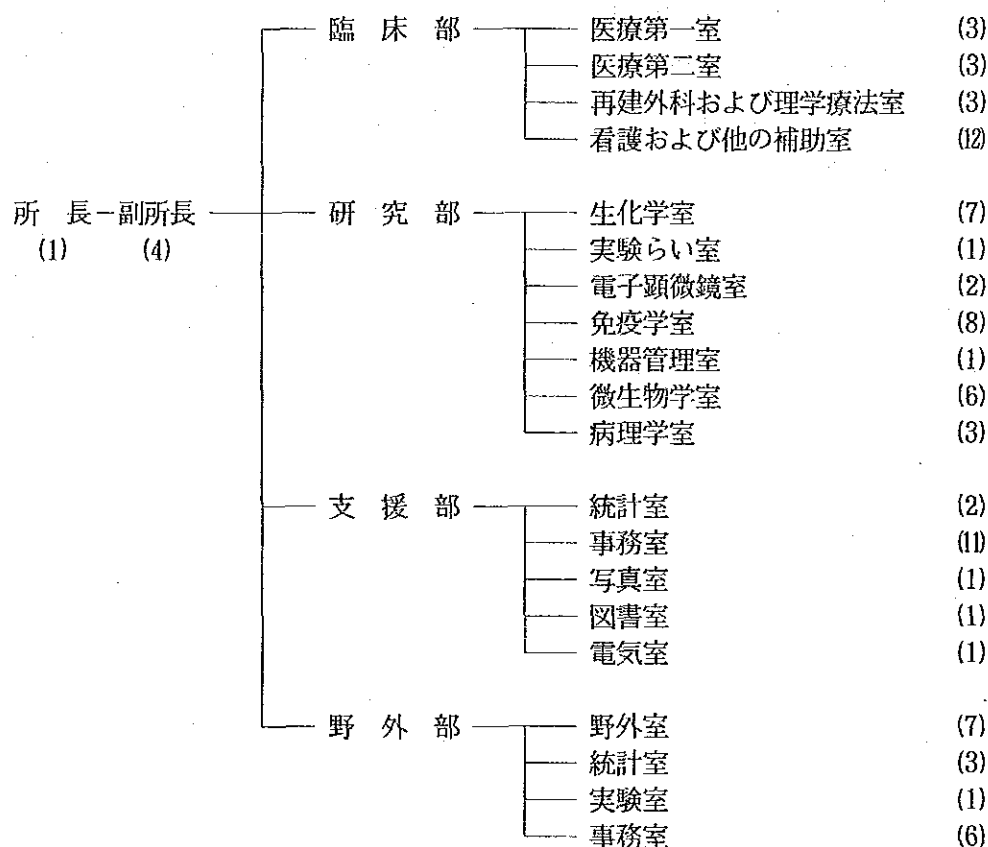 臨床部 医療第一室 (3)
医療第二室 (3)
再建外科および理学療法室 (3)
看護および他の補助室 (12)
所長-副所長 研究部 生化学室 (7)
(1) (4) 実験らい室 (1)
電子顕微鏡室 (2)
免疫学室 (8)
機器管理室 (1)
微生物学室 (6)
病理学室 (3)
支援部 統計室 (2)
事務室 (11)
写真室 (1)
図書室 (1)
電気室 (1)
野外部 野外室 (7)
統計室 (3)
実験室 (1)
事務室 (6)